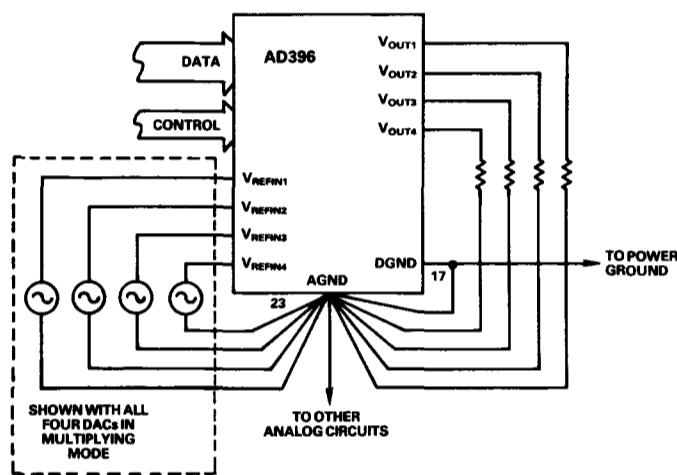 DATA
AD396
CONTROL
VOUT1
VOUT2
VOUT3
VOUT4
VREFIN1
VREFIN2
VREFIN3
VREFIN4
AGND
DGND
23
17
TO POWER
GROUND
SHOWN WITH ALL
FOUR DACs IN
MULTIPLYING
MODE
TO OTHER
ANALOG CIRCUITS